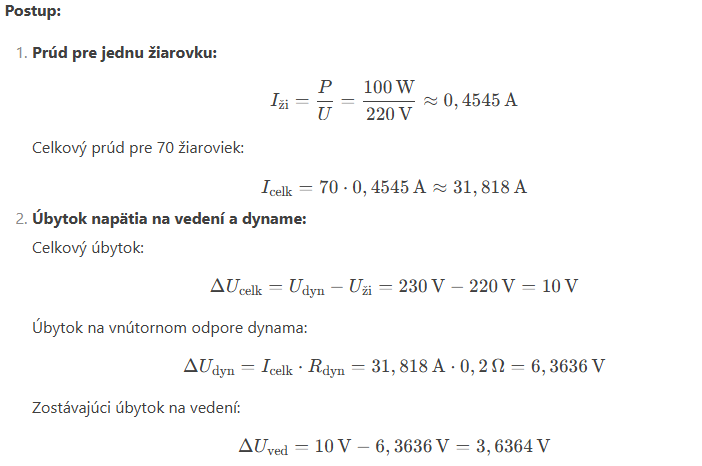 Postup:
1. Prúd pre jednu žiarovku:
I_ži = P/U = 100 W/220 V ≈ 0,4545 A
Celkový prúd pre 70 žiaroviek:
I_celk = 70 · 0,4545 A ≈ 31,818 A
2. Úbytok napätia na vedení a dyname:
Celkový úbytok:
ΔU_celk = U_dyn − U_ži = 230 V − 220 V = 10 V
Úbytok na vnútornom odpore dynama:
ΔU_dyn = I_celk · R_dyn = 31,818 A · 0,2 Ω = 6,3636 V
Zostávajúci úbytok na vedení:
ΔU_ved = 10 V − 6,3636 V = 3,6364 V